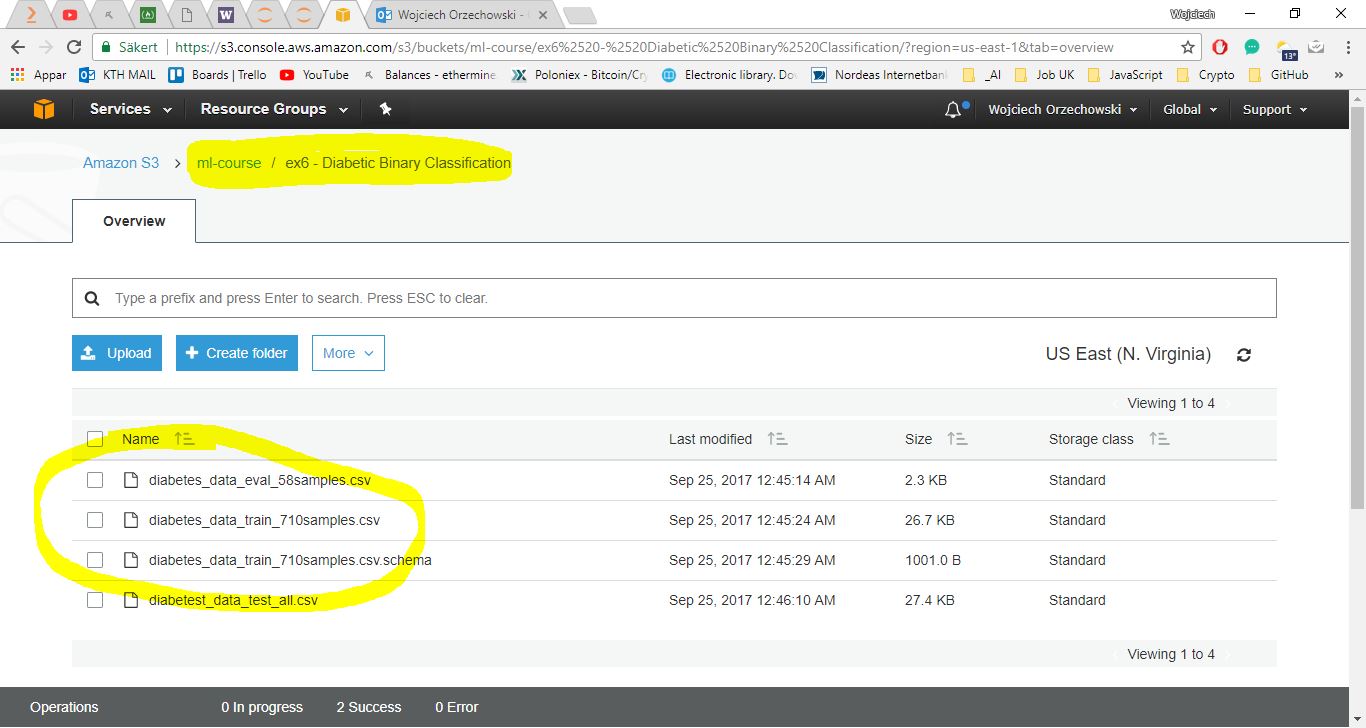 Wojciech Orzechowski -
Wojciech
Säkert https://s3.console.aws.amazon.com/s3/buckets/ml-course/ex6%2520-%2520Diabetic%2520Binary%2520Classification/?region=us-east-1&tab=overview
13°
Appar KTH MAIL Boards | Trello YouTube Balances - ethermine. Poloniex - Bitcoin/Cry Electronic library. Do Nordeas Internetbank _AI Job UK JavaScript Crypto GitHub »
Services Resource Groups Wojciech Orzechowski Global Support
Amazon S3 > ml-course / ex6 - Diabetic Binary Classification
Overview
Type a prefix and press Enter to search. Press ESC to clear.
Upload + Create folder More US East (N. Virginia)
Viewing 1 to 4
Name Last modified Size Storage class
diabetes_data_eval_58samples.csv Sep 25, 2017 12:45:14 AM 2.3 KB Standard
diabetes_data_train_710samples.csv Sep 25, 2017 12:45:24 AM 26.7 KB Standard
diabetes_data_train_710samples.csv.schema Sep 25, 2017 12:45:29 AM 1001.0 B Standard
diabetest_data_test_all.csv Sep 25, 2017 12:46:10 AM 27.4 KB Standard
Viewing 1 to 4
Operations 0 In progress 2 Success 0 Error